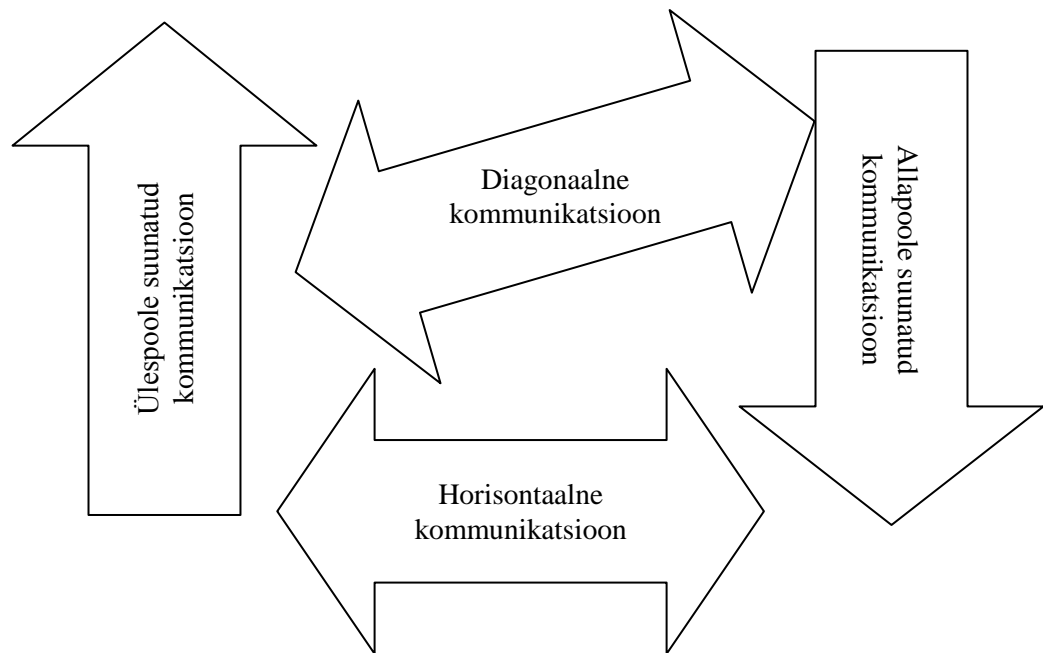 Ülespoole suunatud
kommunikatsioon
Diagonaalne
kommunikatsioon
Allapoole suunatud
kommunikatsioon
Horisontaalne
kommunikatsioon